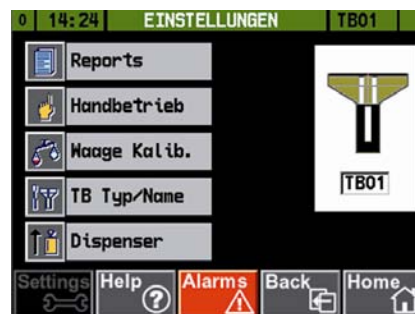 0 14:24 EINSTELLUNGEN TB01
Reports
Handbetrieb
Waage Kalib.
TB Typ/Name
Dispenser
TB01
Settings Help Alarms Back Home